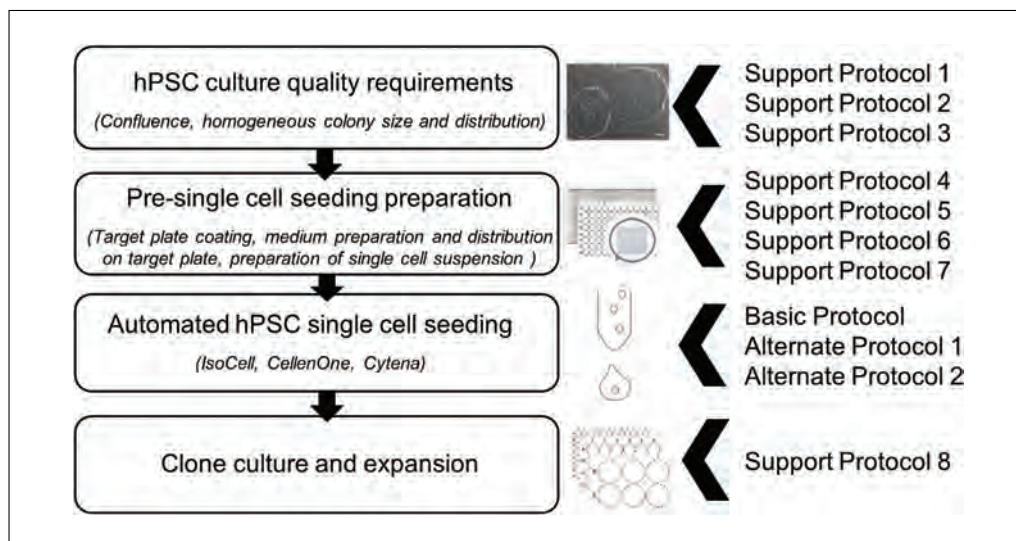 hPSC culture quality requirements
(Confluence, homogeneous colony size and distribution)
Support Protocol 1
Support Protocol 2
Support Protocol 3
Pre-single cell seeding preparation
(Target plate coating, medium preparation and distribution
on target plate, preparation of single cell suspension )
Support Protocol 4
Support Protocol 5
Support Protocol 6
Support Protocol 7
Automated hPSC single cell seeding
(IsoCell, CellenOne, Cytena)
Basic Protocol
Alternate Protocol 1
Alternate Protocol 2
Clone culture and expansion
Support Protocol 8